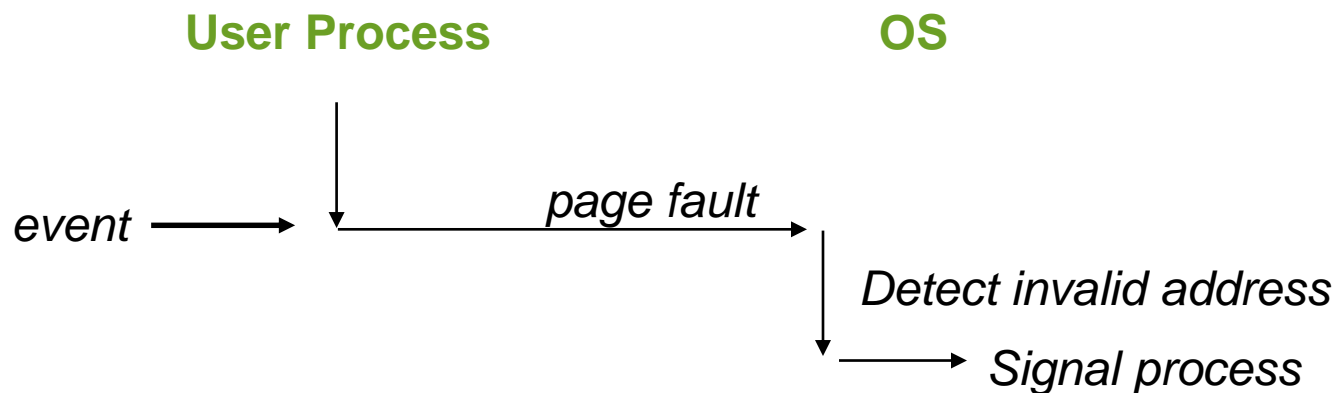 User Process
OS
page fault
event
Detect invalid address
Signal process